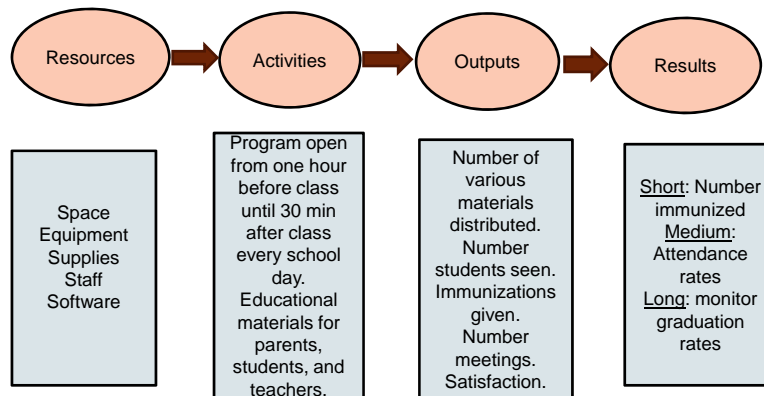 Resources
Activities
Outputs
Results
Space
Equipment
Supplies
Staff
Software
Program open
from one hour
before class
until 30 min
after class
every school
day.
Educational
materials for
parents,
students, and
teachers.
Number of
various
materials
distributed.
Number
students seen.
Immunizations
given.
Number
meetings.
Satisfaction.
Short: Number
immunized
Medium:
Attendance
rates
Long: monitor
graduation
rates